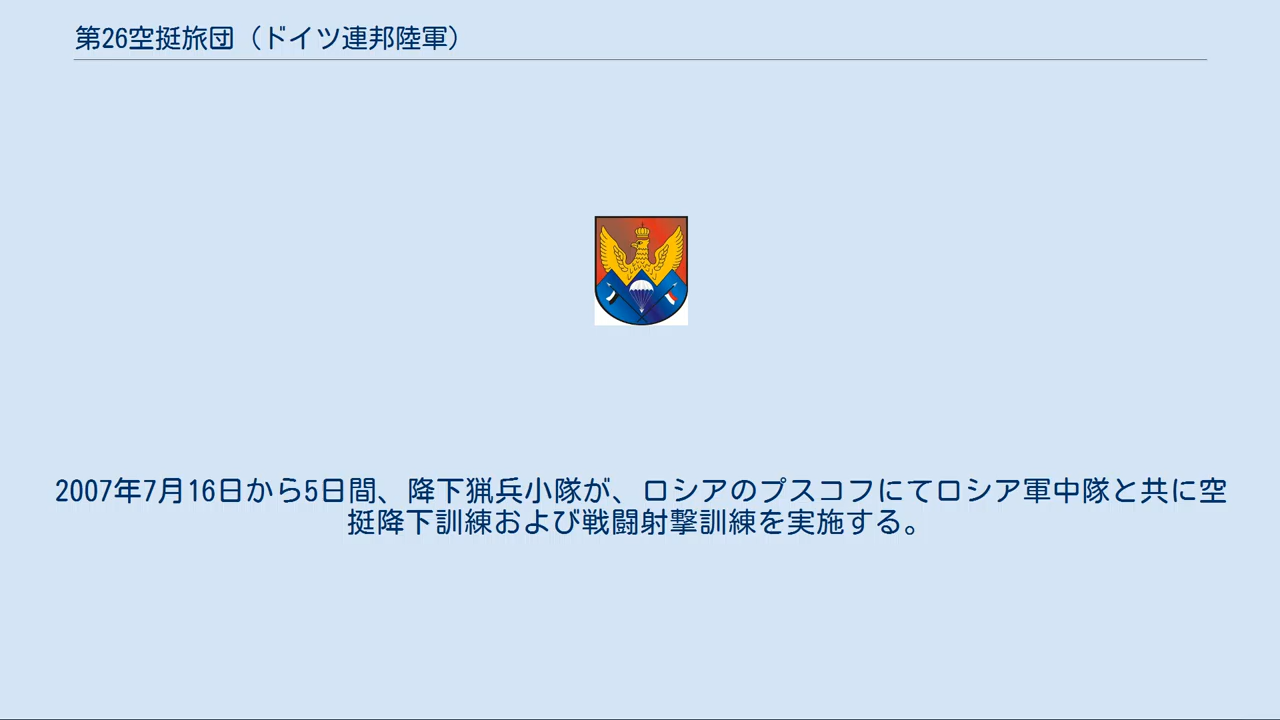 第26空挺旅団（ドイツ連邦陸軍）
2007年7月16日から5日間、降下猟兵小隊が、ロシアのプスコフにてロシア軍中隊と共に空
挺降下訓練および戦闘射撃訓練を実施する。